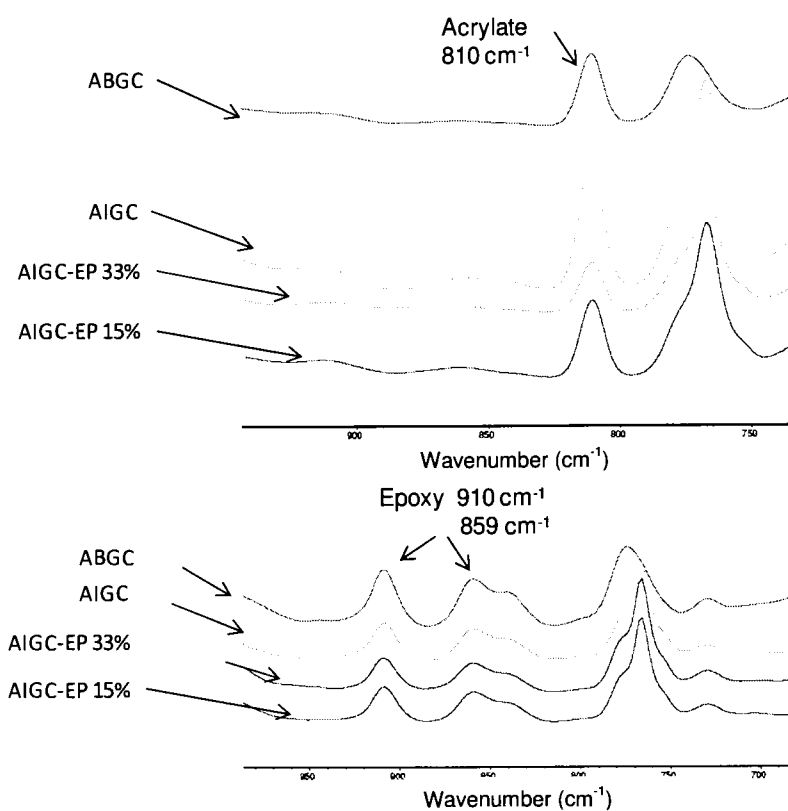 Acrylate
810 cm⁻¹
ABGC
AIGC
AIGC-EP 33%
AIGC-EP 15%
900 850 800 750
Wavenumber (cm⁻¹)
Epoxy 910 cm⁻¹
859 cm⁻¹
ABGC
AIGC
AIGC-EP 33%
AIGC-EP 15%
950 900 850 800 750 700
Wavenumber (cm⁻¹)